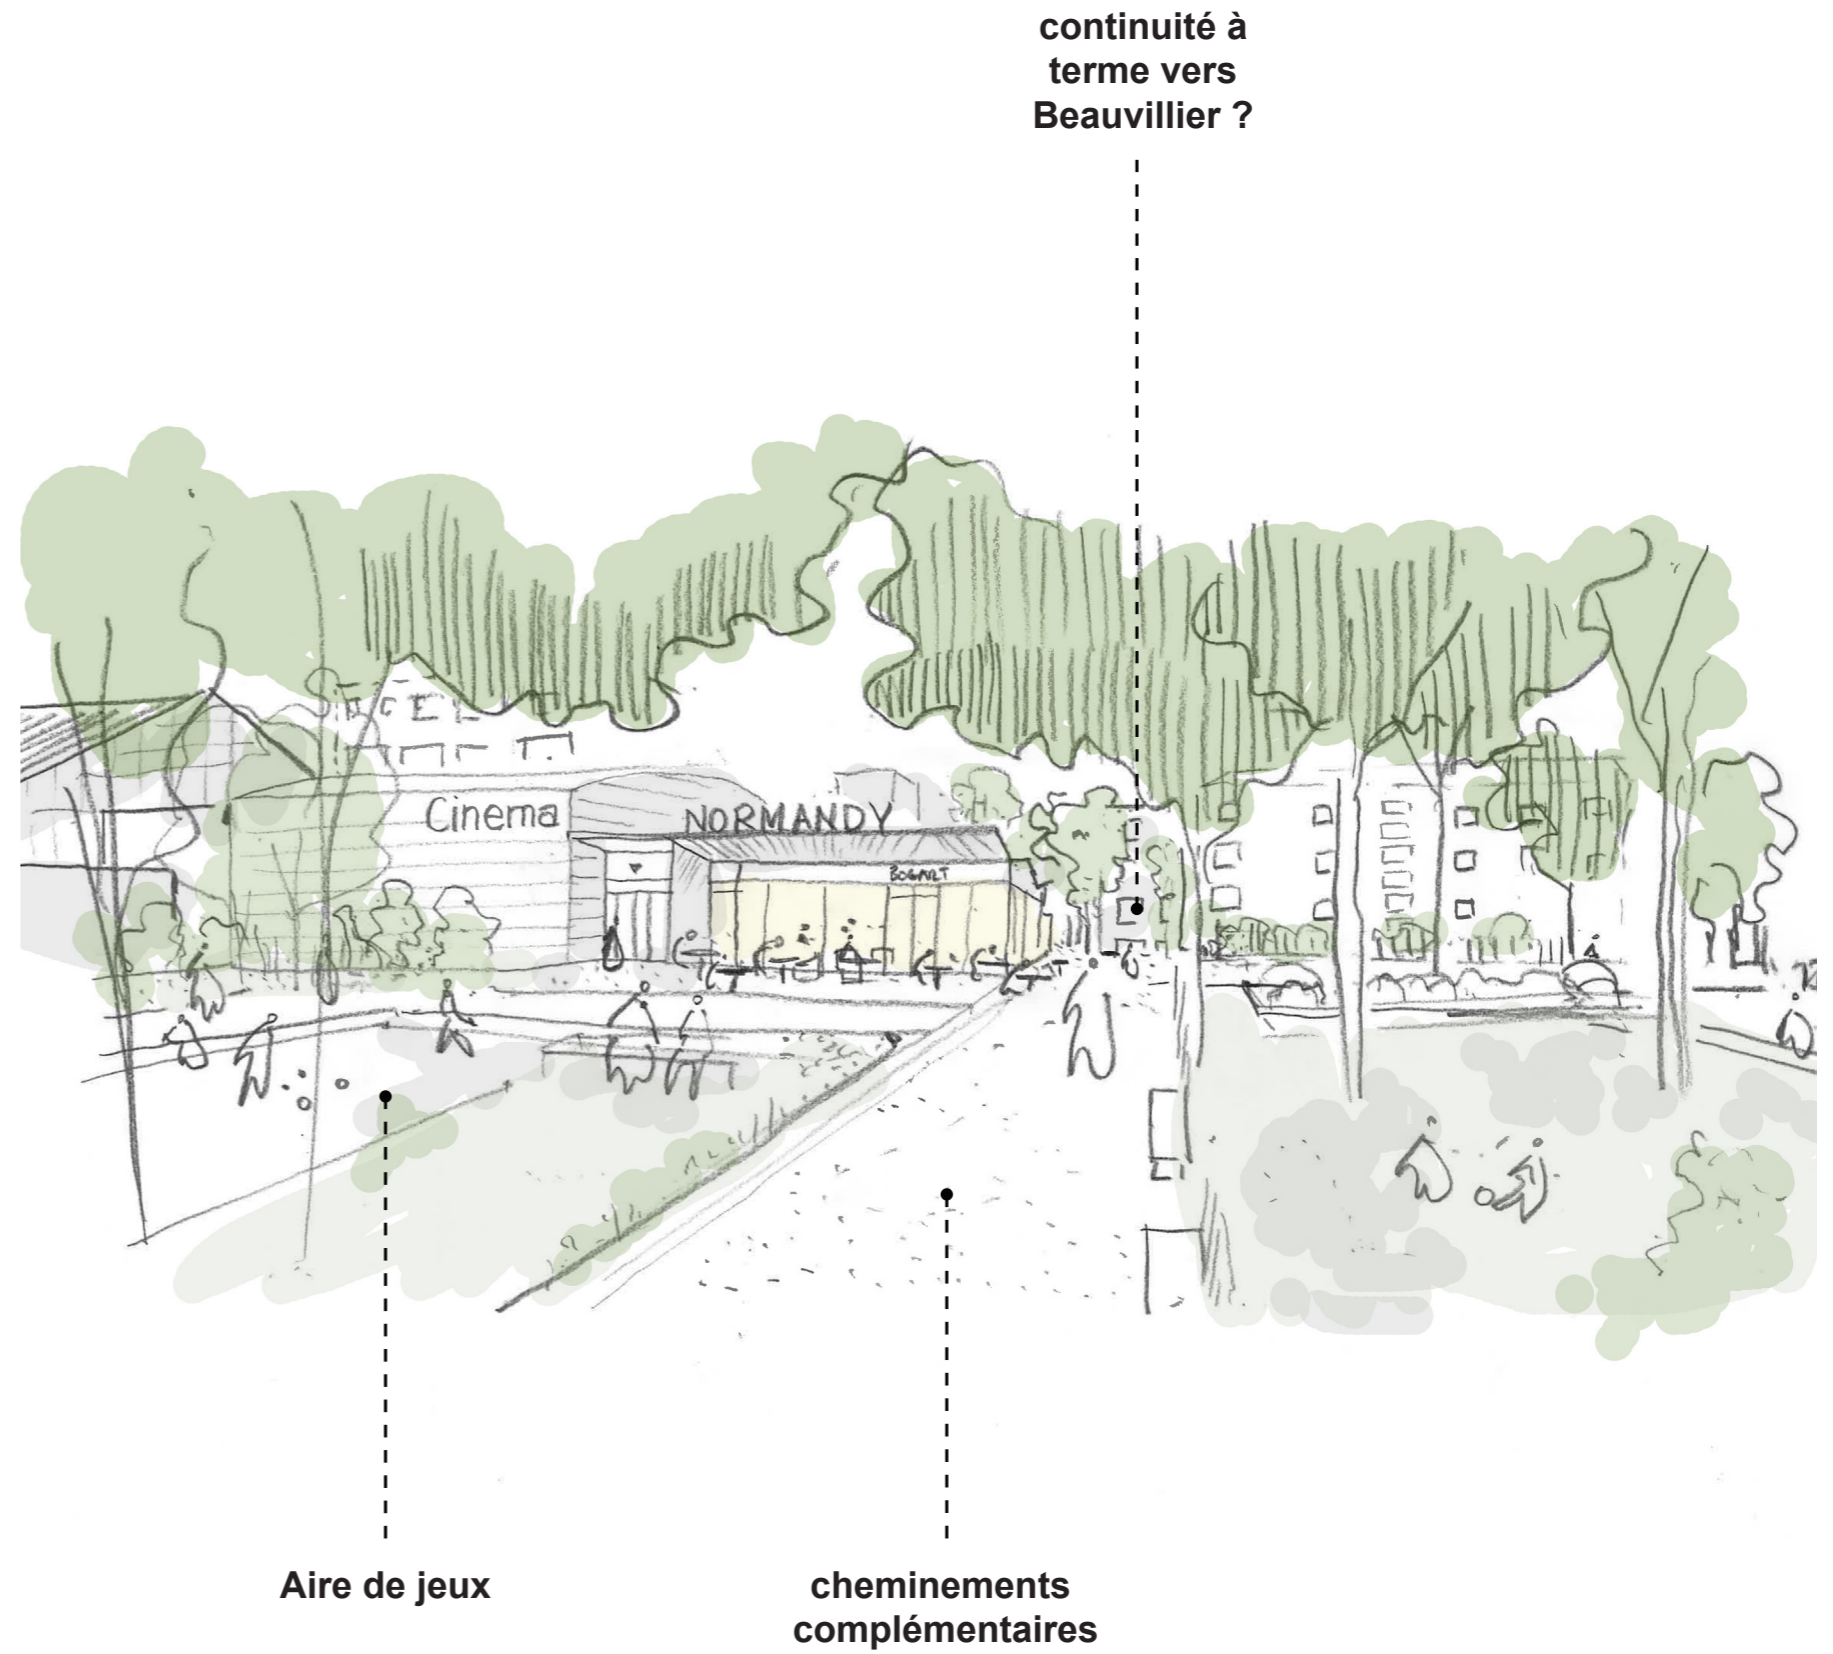 continuité à
terme vers
Beauvillier ?
Cinema
NORMANDY
BOGART
Aire de jeux
cheminements
complémentaires